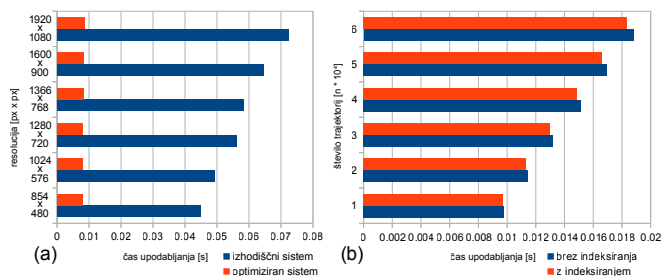 resolucija [px x px]
1920
x
1080
1600
x
900
1366
x
768
1280
x
720
1024
x
576
854
x
480
0 0.01 0.02 0.03 0.04 0.05 0.06 0.07 0.08
(a)
čas upodabljanja [s]
izhodiščni sistem
optimiziran sistem
6
5
4
3
2
1
0 0.002 0.004 0.006 0.008 0.01 0.012 0.014 0.016 0.018 0.02
(b)
čas upodabljanja [s]
brez indeksiranja
z indeksiranjem
število trajektorij